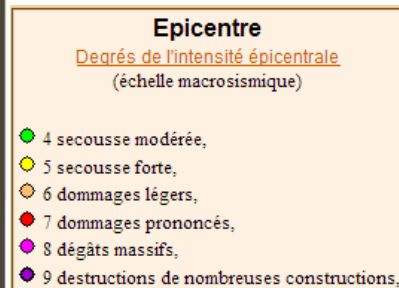 Epicentre
Degrés de l'intensité épicentrale
(échelle macrosismique)
4 secousse modérée,
5 secousse forte,
6 dommages légers,
7 dommages prononcés,
8 dégâts massifs,
9 destructions de nombreuses constructions,